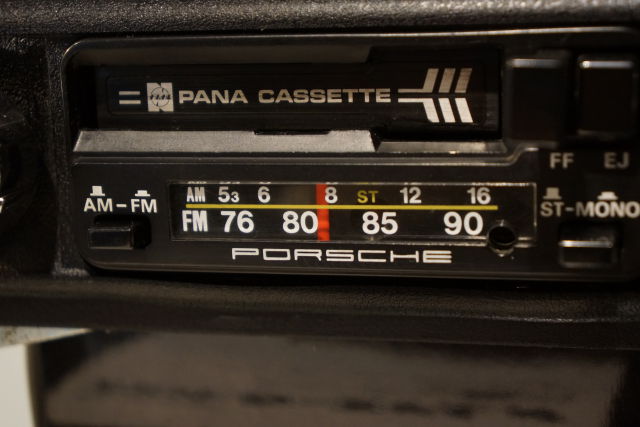 PANA CASSETTE
FF EJ
AM 53 6 8 ST 12 16
AM-FM ST-MONO
FM 76 80 85 90
PORSCHE